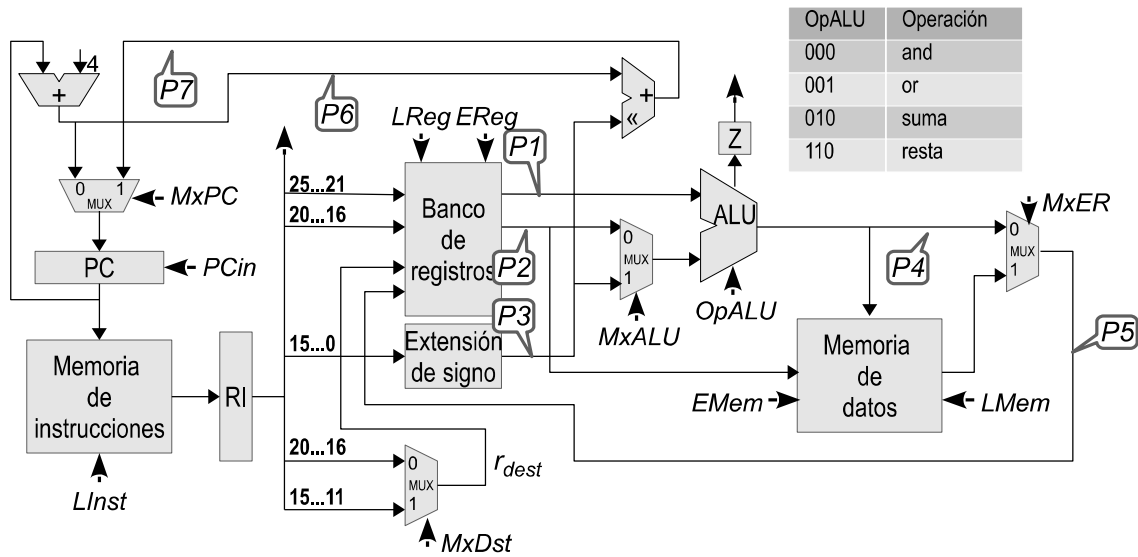 OpALU Operación
000 and
001 or
010 suma
110 resta
4
+
P7
P6
+
«
LReg EReg
P1
Z
0 1
MUX
MxPC
25...21
20...16
Banco
de
registros
P2
0
MUX
1
ALU
MxER
0
MUX
1
P4
PC
PCin
OpALU
MxALU
P3
15...0
Extensión
de signo
Memoria
de
instrucciones
RI
Memoria
de
datos
P5
EMem
LMem
LInst
20...16
15...11
0
MUX
1
rdest
MxDst